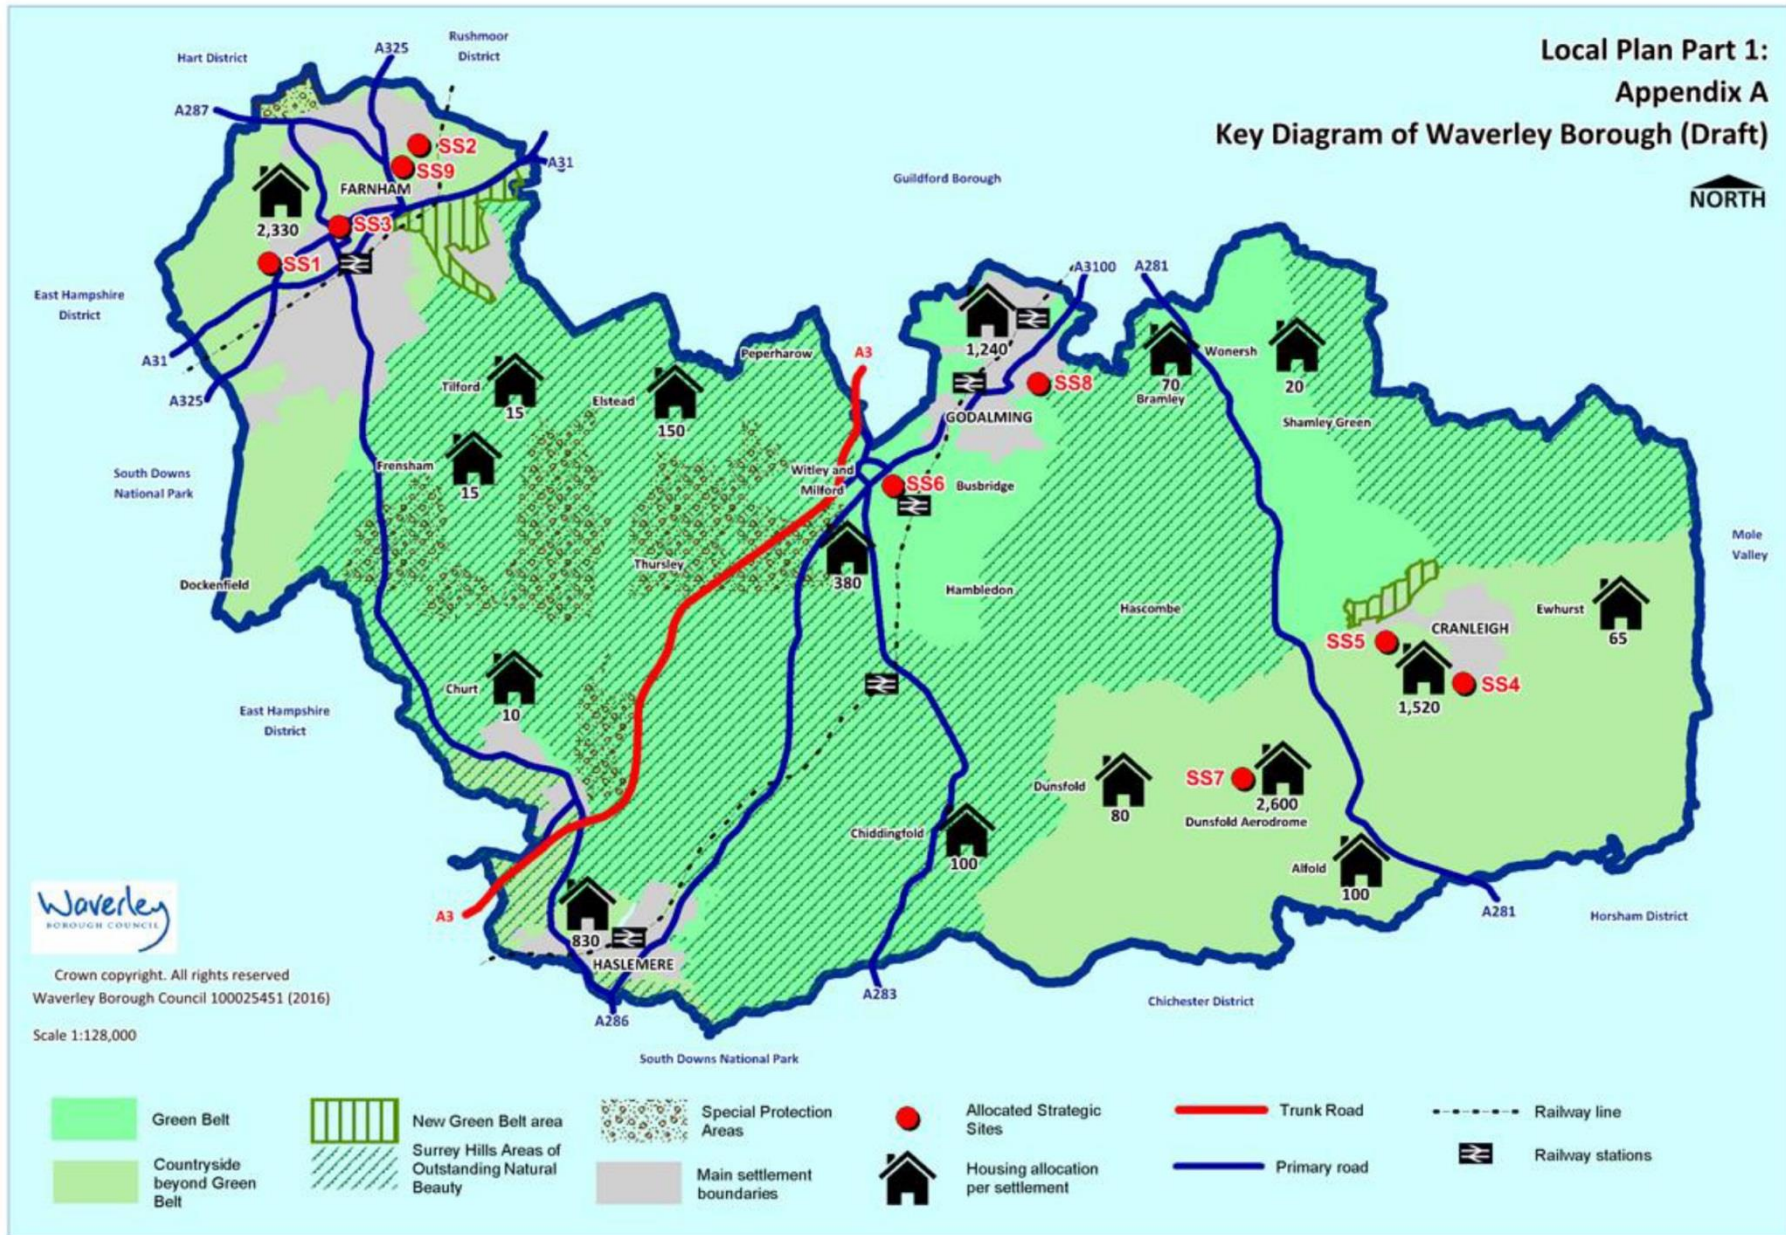 Local Plan Part 1:
Appendix A
Key Diagram of Waverley Borough (Draft)
NORTH
Hart District
A325
Rushmoor
District
A287
SS2
SS9
A31
FARNHAM
2,330
SS3
SS1
East Hampshire
District
A31
A325
Guildford Borough
A3100
A281
1,240
SS8
GODALMING
70
Bramley
Wonersh
20
Shamley Green
Peperharow
A3
Tilford
15
Elstead
150
Frensham
15
South Downs
National Park
Witley and
Milford
SS6
Busbridge
380
Thursley
Dockenfield
Hambledon
Hascombe
Mole
Valley
Ewhurst
65
CRANLEIGH
SS5
SS4
1,520
Churt
10
East Hampshire
District
Dunsfold
80
SS7
2,600
Dunsfold Aerodrome
Chiddingfold
100
Alfold
100
A281
Horsham District
A3
830
HASLEMERE
A286
A283
Chichester District
South Downs National Park
Waverley
BOROUGH COUNCIL
Crown copyright. All rights reserved
Waverley Borough Council 100025451 (2016)
Scale 1:128,000
Green Belt
Countryside
beyond Green
Belt
New Green Belt area
Surrey Hills Areas of
Outstanding Natural
Beauty
Special Protection
Areas
Main settlement
boundaries
Allocated Strategic
Sites
Housing allocation
per settlement
Trunk Road
Primary road
Railway line
Railway stations